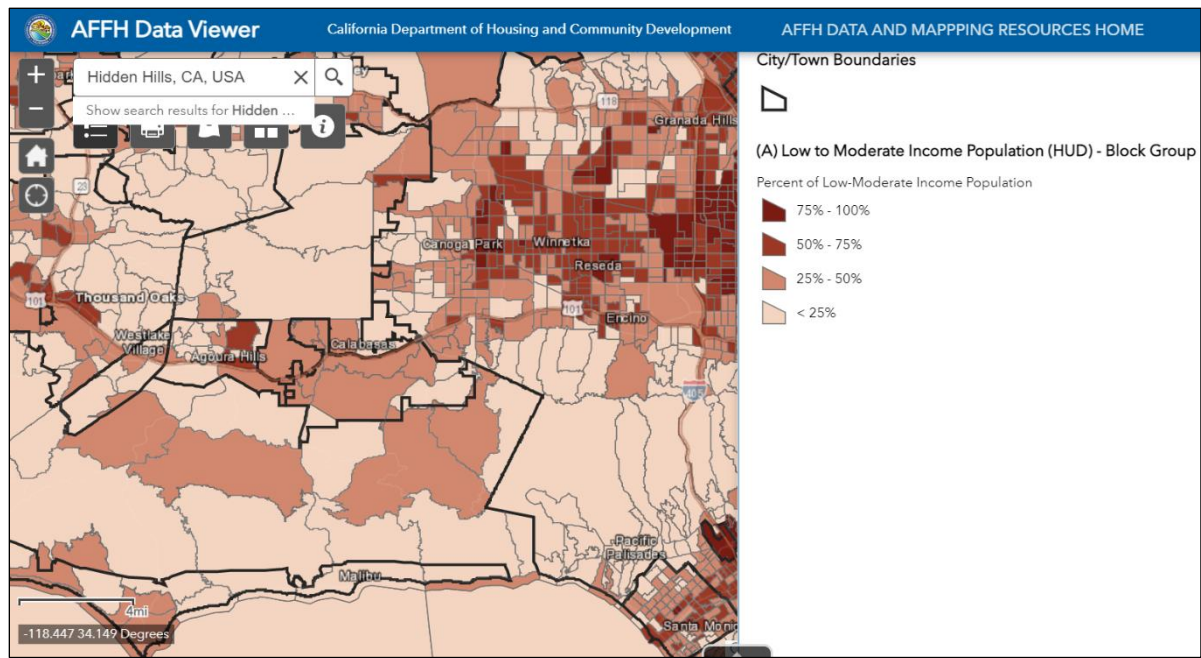 AFFH Data Viewer
California Department of Housing and Community Development
AFFH DATA AND MAPPPING RESOURCES HOME
+
Hidden Hills, CA, USA
Show search results for Hidden ...
−
City/Town Boundaries
(A) Low to Moderate Income Population (HUD) - Block Group
Percent of Low-Moderate Income Population
75% - 100%
50% - 75%
25% - 50%
< 25%
118
Granada Hills
23
Canoga Park
Winnetka
Reseda
101
Thousand Oaks
101
Encino
Westlake
Village
Agoura Hills
Calabasas
405
Pacific
Palisades
Malibu
4mi
-118.447 34.149 Degrees